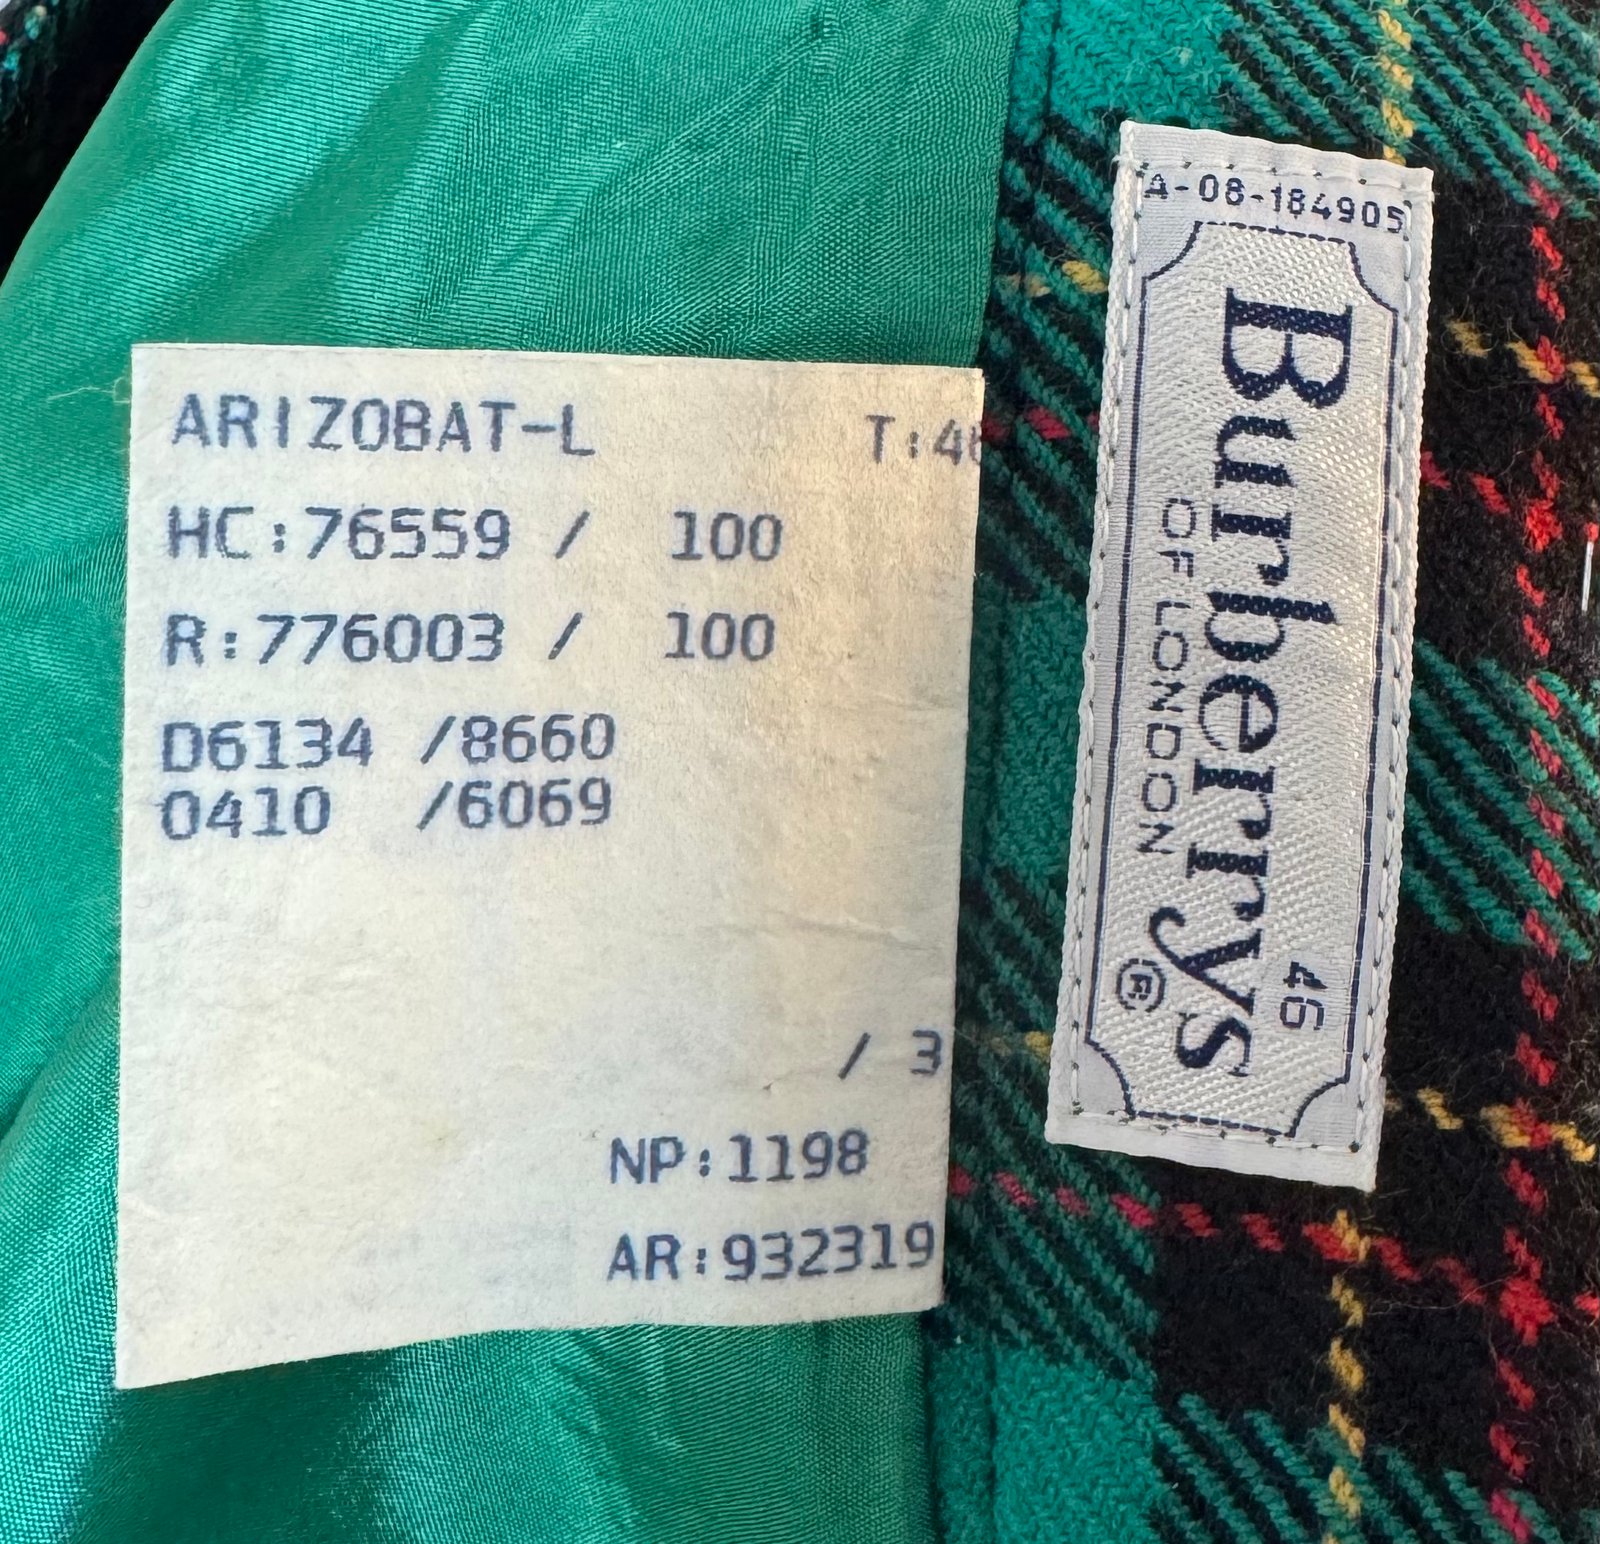 ARIZOBAT-L T:46
HC:76559 / 100
R:776003 / 100
D6134 /8660
0410 /6069
/ 3
NP:1198
AR:932319
A-08-184905
Burberrys
OF LONDON ®
46